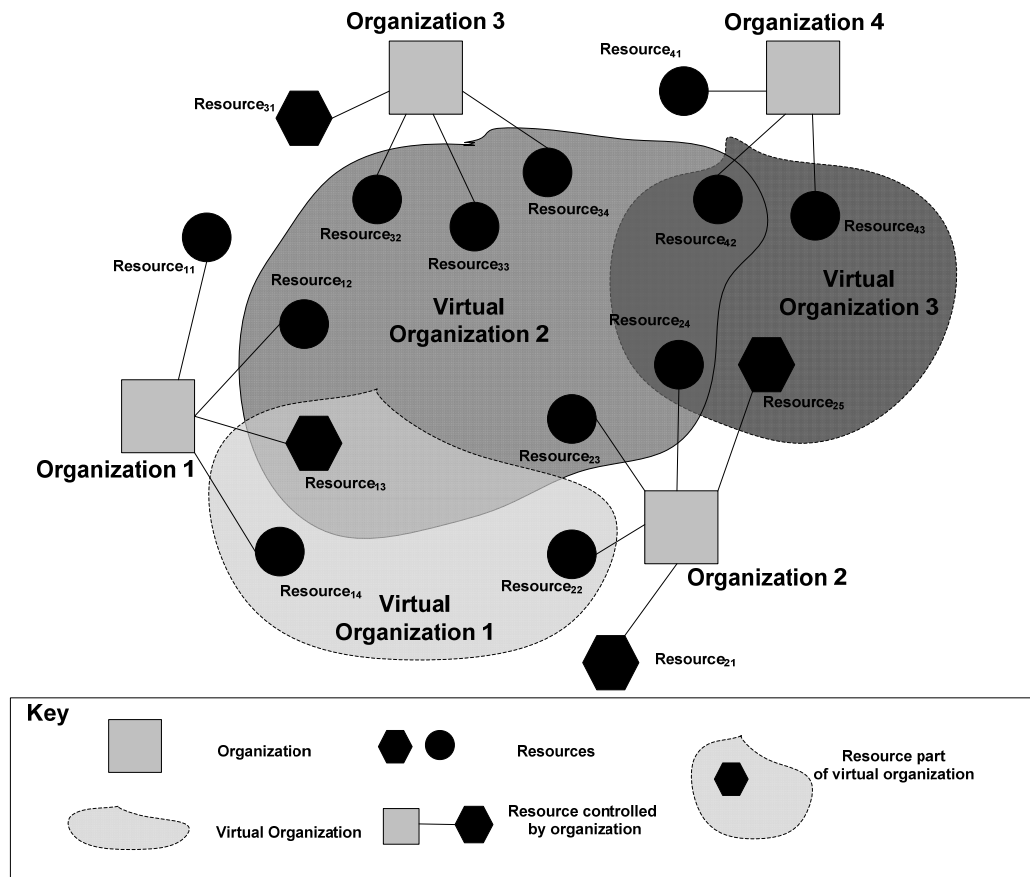 Organization 3
Organization 4
Resource41
Resource31
Resource34
Resource32
Resource42
Resource43
Resource11
Resource33
Resource12
Virtual
Organization 2
Virtual
Organization 3
Resource24
Resource25
Organization 1
Resource23
Resource13
Resource14
Resource22
Organization 2
Virtual
Organization 1
Resource21
Key
Organization
Resources
Resource part
of virtual organization
Virtual Organization
Resource controlled
by organization